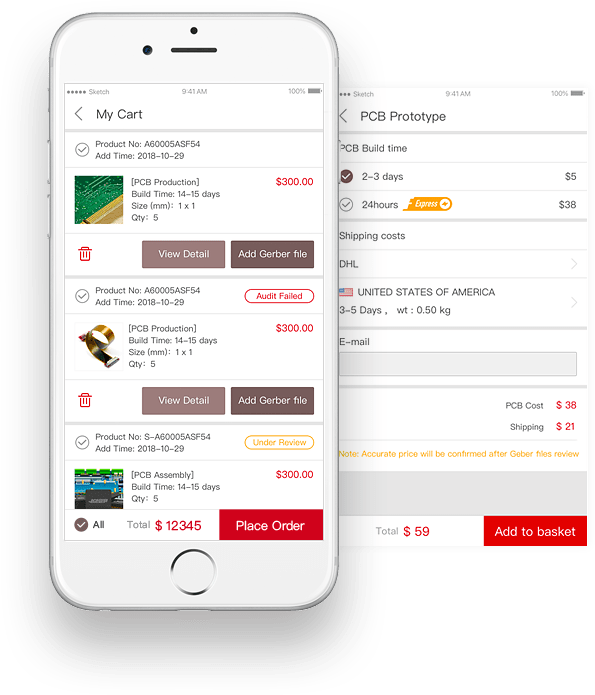 Sketch 9:41 AM 100%
My Cart
Product No: A60005ASF54
Add Time: 2018-10-29
[PCB Production]
$300.00
Build Time: 14-15 days
Size (mm): 1 x 1
Qty: 5
View Detail
Add Gerber file
Product No: A60005ASF54
Add Time: 2018-10-29
Audit Failed
[PCB Production]
$300.00
Build Time: 14-15 days
Size (mm): 1 x 1
Qty: 5
View Detail
Add Gerber file
Product No: S-A60005ASF54
Add Time: 2018-10-29
Under Review
[PCB Assembly]
$300.00
Build Time: 14-15 days
Qty: 5
All
Total $ 12345
Place Order
Sketch 9:41 AM 100%
PCB Prototype
PCB Build time
2-3 days $5
24hours Express $38
Shipping costs
DHL
UNITED STATES OF AMERICA
3-5 Days , wt : 0.50 kg
E-mail
PCB Cost $ 38
Shipping $ 21
Note: Accurate price will be confirmed after Geber files review
Total $ 59
Add to basket